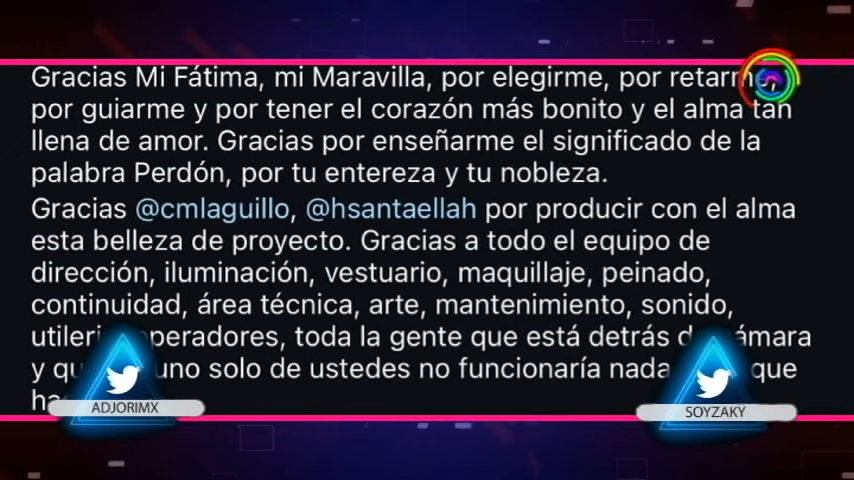 Gracias Mi Fátima, mi Maravilla, por elegirme, por retarme,
por guiarme y por tener el corazón más bonito y el alma tan
llena de amor. Gracias por enseñarme el significado de la
palabra Perdón, por tu entereza y tu nobleza.
Gracias @cmlaguillo, @hsantaellah por producir con el alma
esta belleza de proyecto. Gracias a todo el equipo de
dirección, iluminación, vestuario, maquillaje, peinado,
continuidad, área técnica, arte, mantenimiento, sonido,
operadores, toda la gente que está detrás
y uno solo de ustedes no funcionaría nada que
ADJORIMX
SOYZAKY